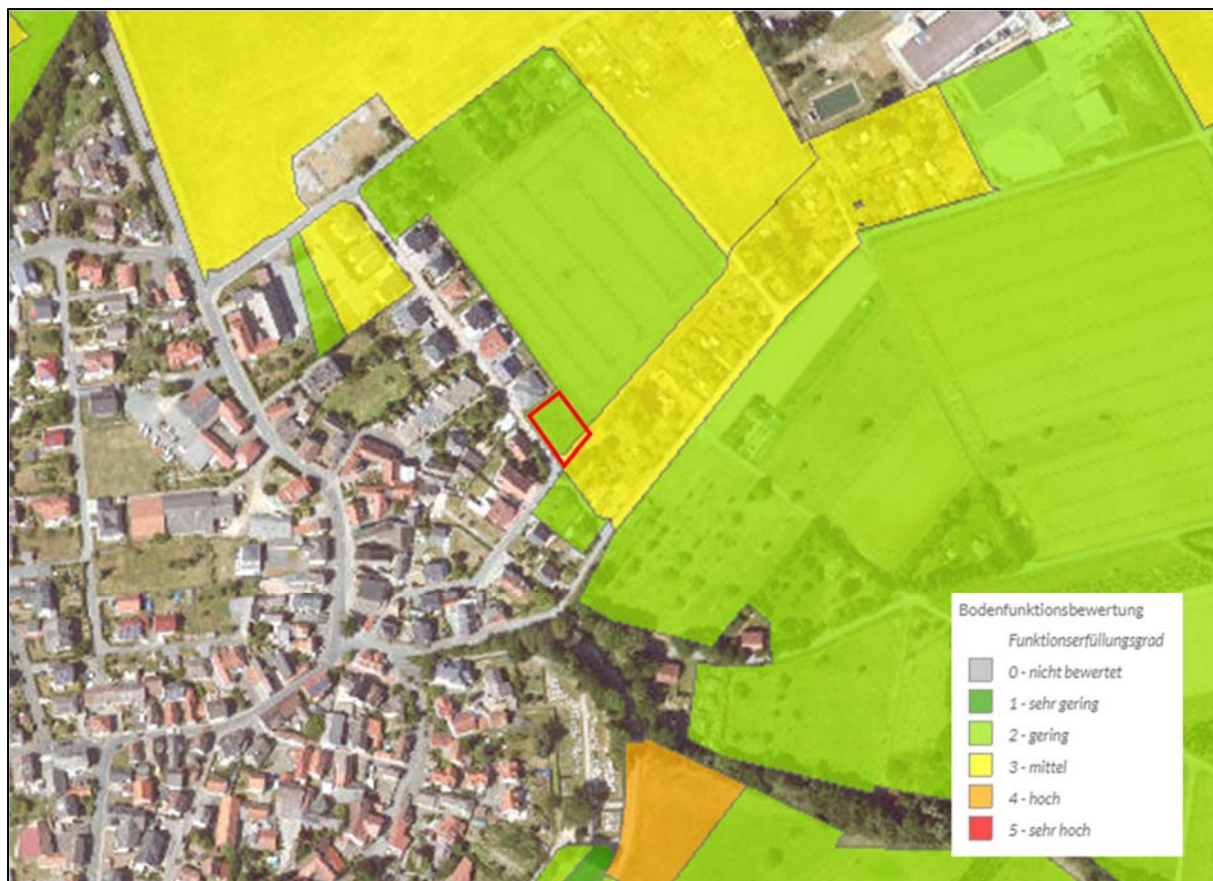 Bodenfunktionsbewertung
Funktionserfüllungsgrad
0 - nicht bewertet
1 - sehr gering
2 - gering
3 - mittel
4 - hoch
5 - sehr hoch